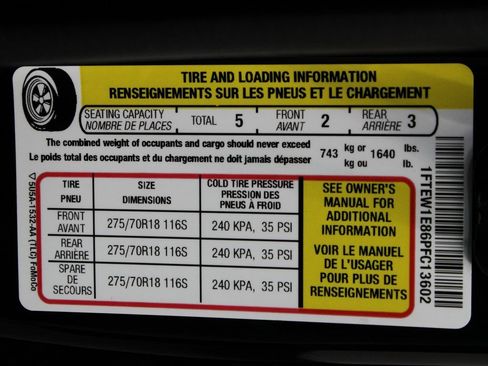 TIRE AND LOADING INFORMATION
RENSEIGNEMENTS SUR LES PNEUS ET LE CHARGEMENT
SEATING CAPACITY
NOMBRE DE PLACES
TOTAL 5
FRONT
AVANT 2
REAR
ARRIÈRE 3
The combined weight of occupants and cargo should never exceed
Le poids total des occupants et du chargement ne doit jamais dépasser
743 kg or 1640 lbs.
kg ou lb.
TIRE
PNEU
SIZE
DIMENSIONS
COLD TIRE PRESSURE
PRESSION DES
PNEUS À FROID
FRONT
AVANT
275/70R18 116S
240 KPA, 35 PSI
REAR
ARRIÈRE
275/70R18 116S
240 KPA, 35 PSI
SPARE
DE
SECOURS
275/70R18 116S
240 KPA, 35 PSI
SEE OWNER'S
MANUAL FOR
ADDITIONAL
INFORMATION
VOIR LE MANUEL
DE L'USAGER
POUR PLUS DE
RENSEIGNEMENTS
1FTEW1E86PFC13602
5U5A-1532-AA (1LC) FoMoCo